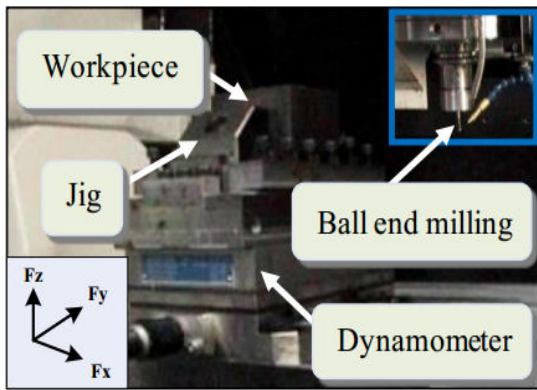 Workpiece
Jig
Ball end milling
Dynamometer
Fz
Fy
Fx